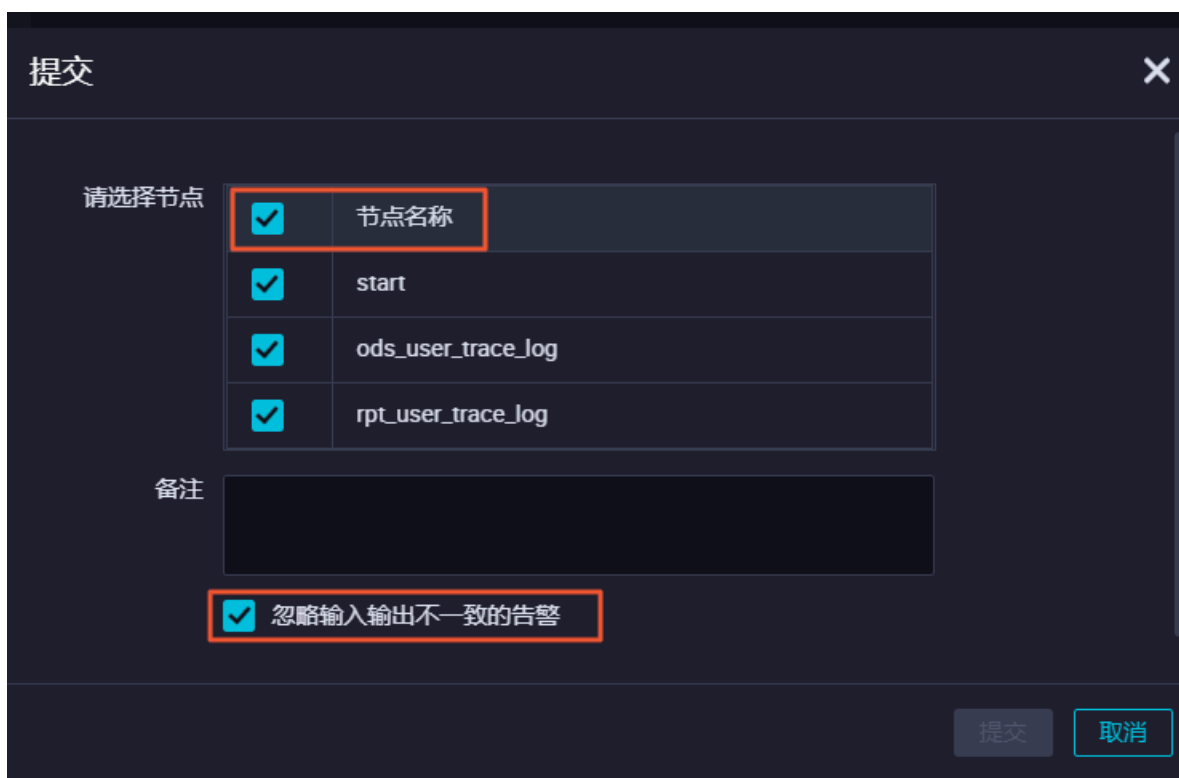 提交
请选择节点
节点名称
start
ods_user_trace_log
rpt_user_trace_log
备注
忽略输入输出不一致的告警
提交
取消